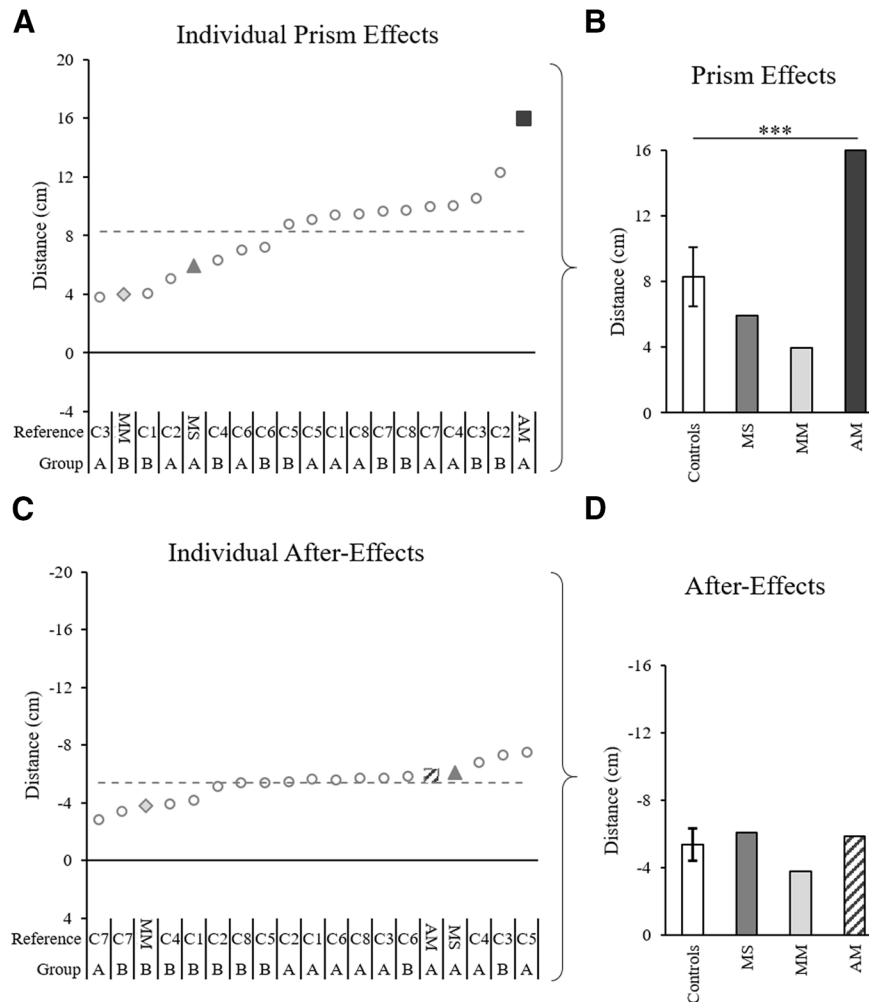 A
Individual Prism Effects
20
16
12
8
4
0
-4
Distance (cm)
Reference C3 MM C1 C2 MS C4 C6 C6 C5 C5 C1 C8 C7 C8 C7 C4 C3 C2 AM
Group A B B A A B A B B A A A B B A A B B A
B
Prism Effects
***
16
12
8
4
0
Distance (cm)
Controls MS MM AM
C
Individual After-Effects
-20
-16
-12
-8
-4
0
4
Distance (cm)
Reference C7 C7 MM C4 C1 C2 C8 C5 C2 C1 C6 C8 C3 C6 AM MS C4 C3 C5
Group A B B B B B B B A A A A A B A A A B A
D
After-Effects
-16
-12
-8
-4
0
Distance (cm)
Controls MS MM AM